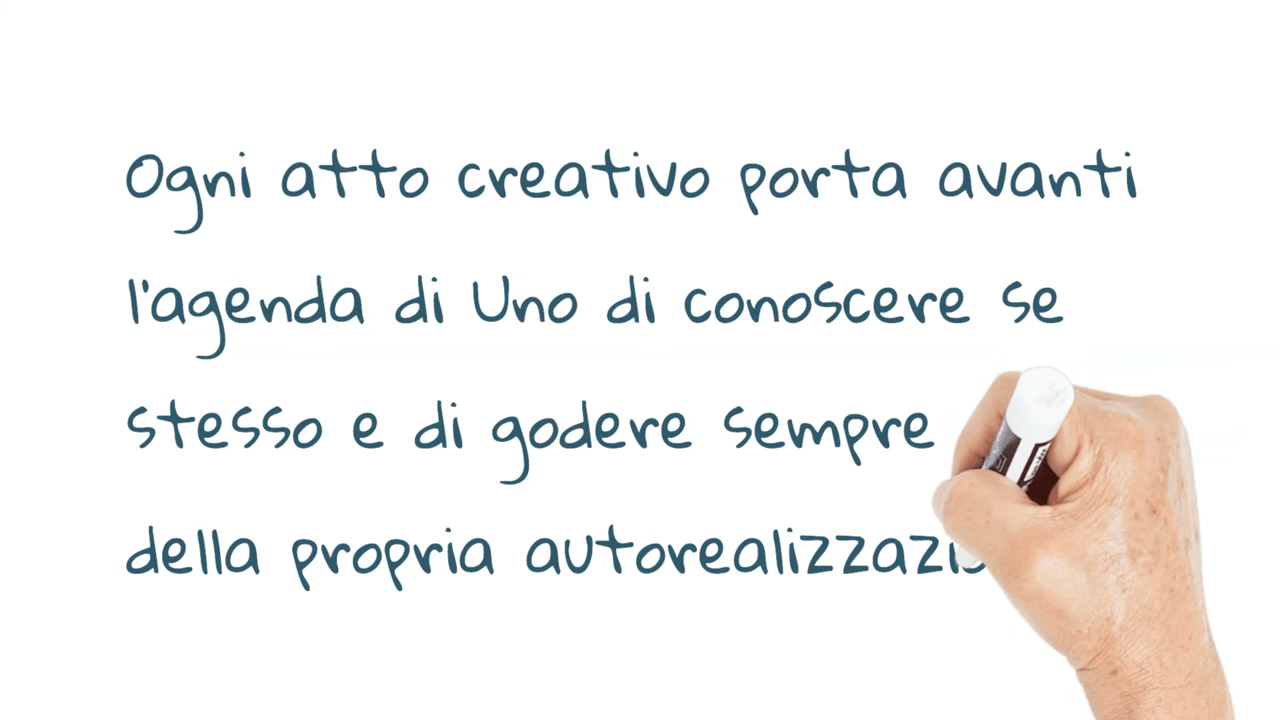 Ogni atto creativo porta avanti
l'agenda di Uno di conoscere se
stesso e di godere sempre
della propria